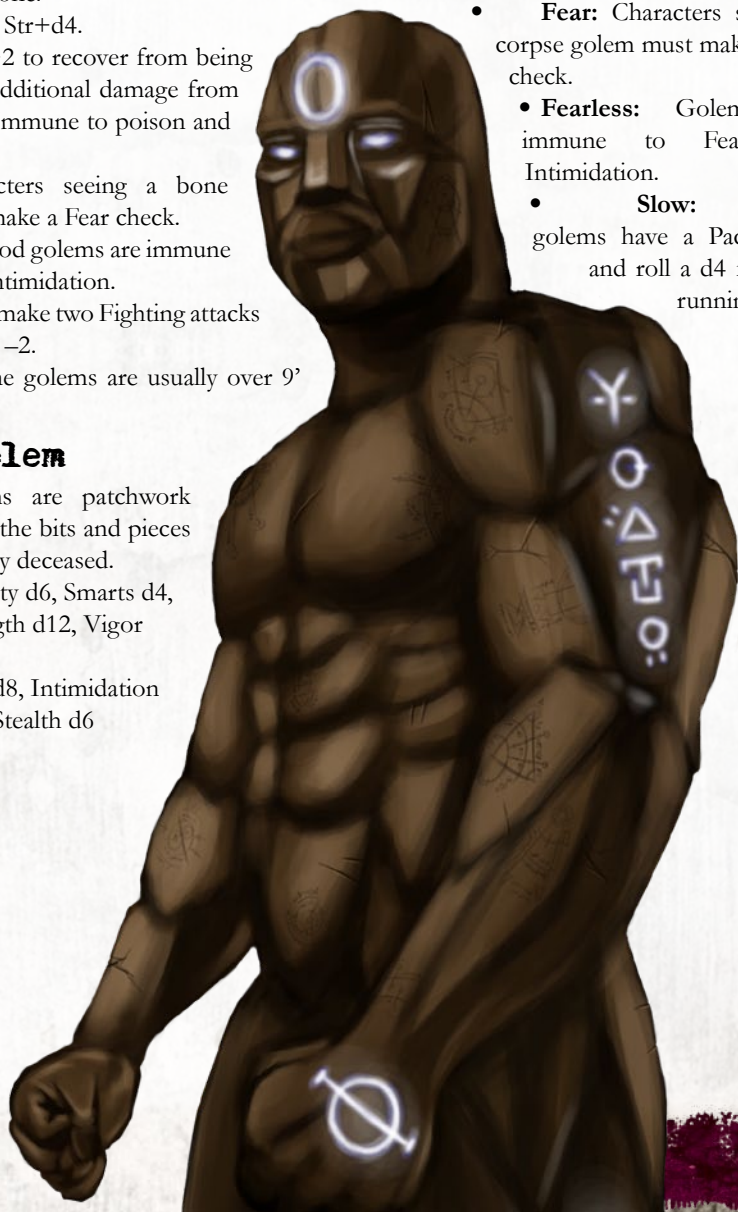 Str+d4.
2 to recover from being
dditional damage from
mmune to poison and
cters seeing a bone
make a Fear check.
od golems are immune
ntimidation.
make two Fighting attacks
–2.
ne golems are usually over 9’
lem
ns are patchwork
the bits and pieces
y deceased.
ty d6, Smarts d4,
gth d12, Vigor
d8, Intimidation
Stealth d6
• Fear: Characters s
corpse golem must mak
check.
• Fearless: Golem
immune to Fea
Intimidation.
• Slow:
golems have a Pac
and roll a d4
runnin